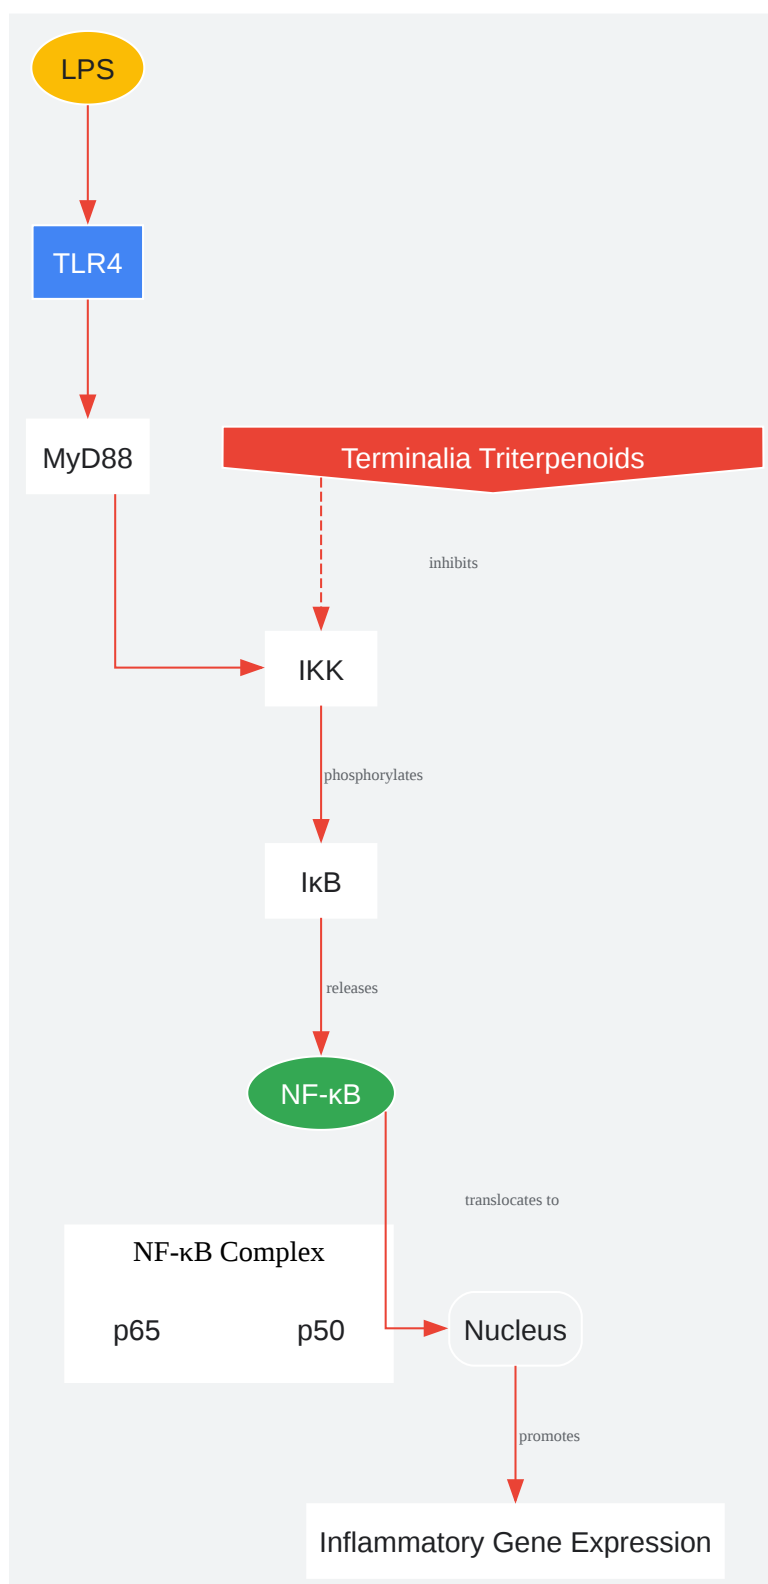 LPS
TLR4
MyD88
Terminalia Triterpenoids
inhibits
IKK
phosphorylates
IκB
releases
NF-κB
translocates to
NF-κB Complex
p65
p50
Nucleus
promotes
Inflammatory Gene Expression